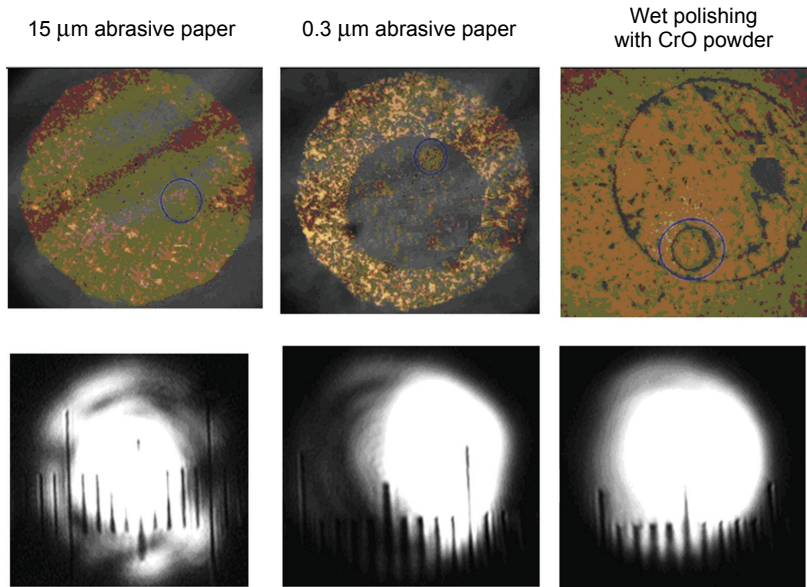 15 μm abrasive paper
0.3 μm abrasive paper
Wet polishing
with CrO powder